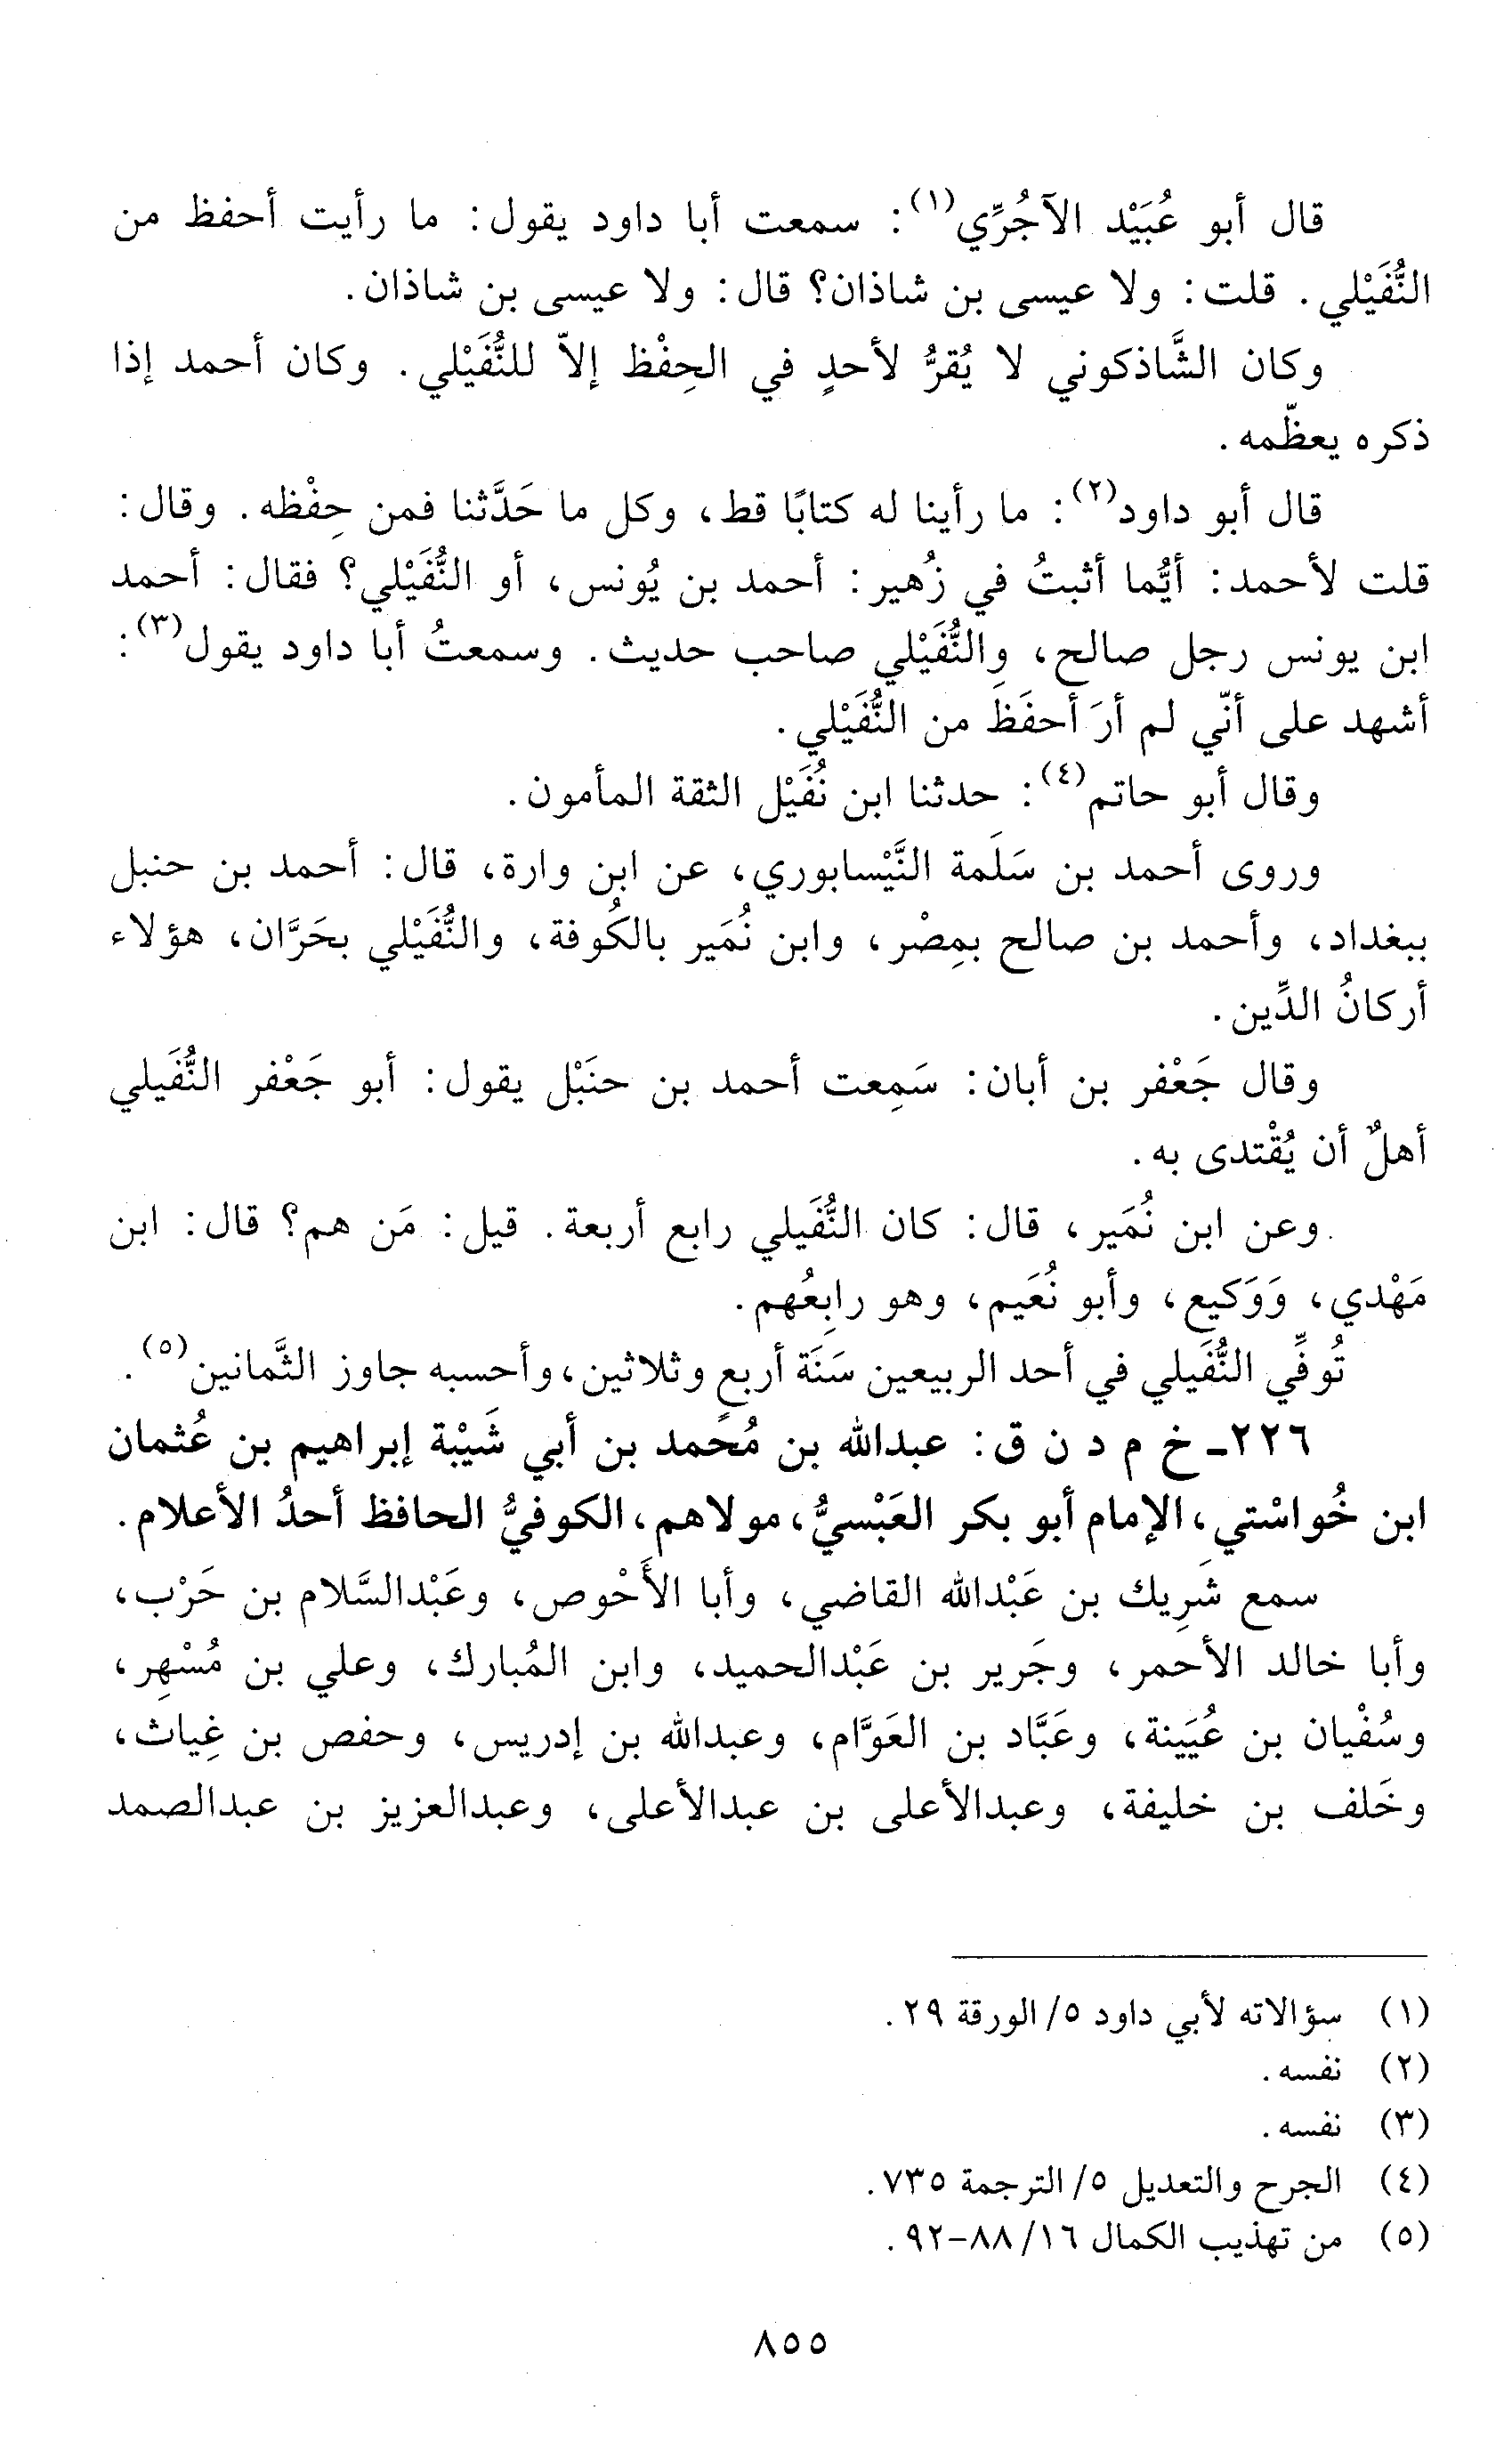 قال أبو عُبَيْد الآجُرِّي(١): سمعت أبا داود يقول: ما رأيت أحفظ من
النُّفَيْلي. قلت: ولا عيسى بن شاذان؟ قال: ولا عيسى بن شاذان.
وكان الشَّاذكوني لا يُقرُّ لأحدٍ في الحِفْظ إلاّ للنُّفَيْلي. وكان أحمد إذا
ذكره يعظّمه.
قال أبو داود(٢): ما رأينا له كتابًا قط، وكل ما حَدَّثنا فمن حِفْظه. وقال:
قلت لأحمد: أيُّما أثبتُ في زُهير: أحمد بن يُونس، أو النُّفَيْلي؟ فقال: أحمد
ابن يونس رجل صالح، والنُّفَيْلي صاحب حديث. وسمعتُ أبا داود يقول(٣):
أشهد على أنّي لم أرَ أحفَظَ من النُّفَيْلي.
وقال أبو حاتم(٤): حدثنا ابن نُفَيْل الثقة المأمون.
وروى أحمد بن سَلَمة النَّيْسابوري، عن ابن وارة، قال: أحمد بن حنبل
ببغداد، وأحمد بن صالح بمِصْر، وابن نُمَير بالكُوفة، والنُّفَيْلي بحَرَّان، هؤلاء
أركانُ الدِّين.
وقال جَعْفر بن أبان: سَمِعت أحمد بن حنَبْل يقول: أبو جَعْفر النُّفَيلي
أهلٌ أن يُقْتدى به.
وعن ابن نُمَير، قال: كان النُّفَيلي رابع أربعة. قيل: مَن هم؟ قال: ابن
مَهْدي، وَوَكيع، وأبو نُعَيم، وهو رابِعُهم.
تُوفِّي النُّفَيلي في أحد الربيعين سَنَة أربعٍ وثلاثين، وأحسبه جاوز الثَّمانين(٥).
٢٢٦ـ خ م د ن ق: عبدالله بن مُحمد بن أبي شَيْبة إبراهيم بن عُثمان
ابن خُواسْتي، الإمام أبو بكر العَبْسيُّ، مولاهم، الكوفيُّ الحافظ أحدُ الأعلام.
سمع شَرِيك بن عَبْدالله القاضي، وأبا الأَحْوص، وعَبْدالسَّلام بن حَرْب،
وأبا خالد الأحمر، وجَرير بن عَبْدالحميد، وابن المُبارك، وعلي بن مُسْهِر،
وسُفْيان بن عُيَينة، وعَبَّاد بن العَوَّام، وعبدالله بن إدريس، وحفص بن غِياث،
وخَلف بن خليفة، وعبدالأعلى بن عبدالأعلى، وعبدالعزيز بن عبدالصمد
(١) سؤالاته لأبي داود ٥/ الورقة ٢٩.
(٢) نفسه.
(٣) نفسه.
(٤) الجرح والتعديل ٥/ الترجمة ٧٣٥.
(٥) من تهذيب الكمال ١٦/ ٨٨-٩٢.
٨٥٥